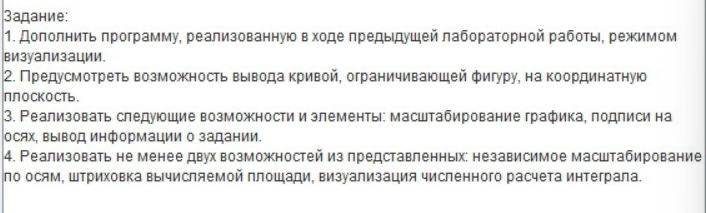 Задание:
1. Дополнить программу, реализованную в ходе предыдущей лабораторной работы, режимом
визуализации.
2. Предусмотреть возможность вывода кривой, ограничивающей фигуру, на координатную
плоскость.
3. Реализовать следующие возможности и элементы: масштабирование графика, подписи на
осях, вывод информации о задании.
4. Реализовать не менее двух возможностей из представленных: независимое масштабирование
по осям, штриховка вычисляемой площади, визуализация численного расчета интеграла.